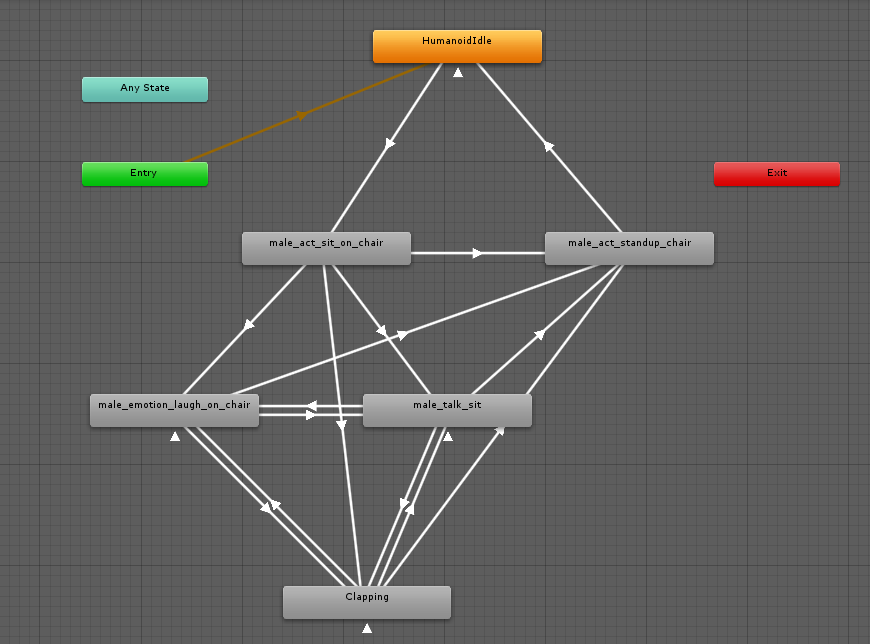 HumanoidIdle
Any State
Entry
Exit
male_act_sit_on_chair
male_act_standup_chair
male_emotion_laugh_on_chair
male_talk_sit
Clapping